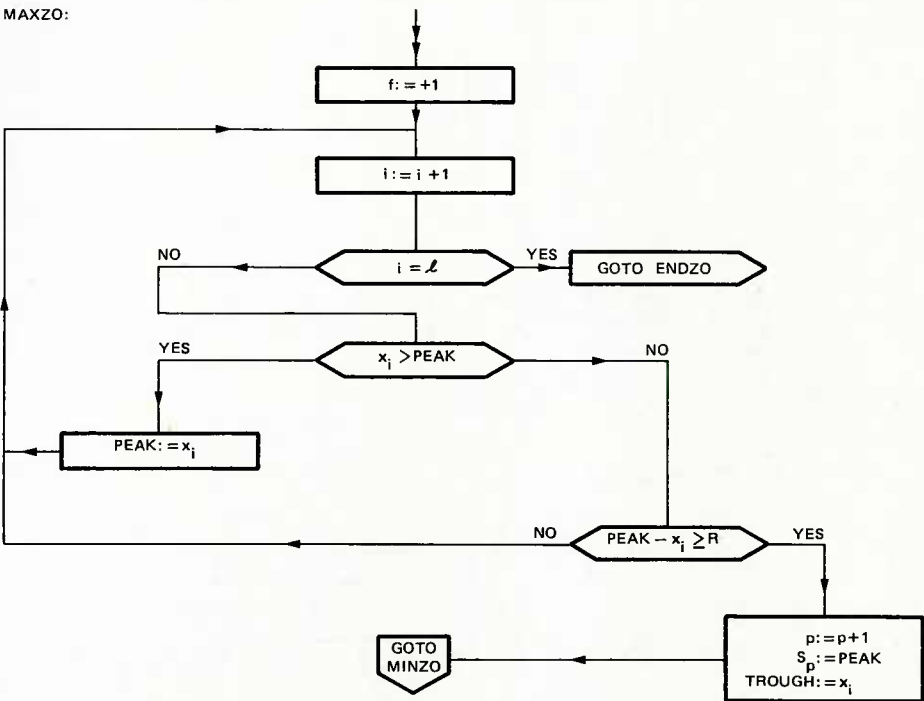 MAXZO:
f: = +1
i: = i +1
NO
i = ℓ
YES
GOTO ENDZO
YES
x_i > PEAK
NO
PEAK: = x_i
NO
PEAK – x_i ≥ R
YES
p: = p+1
S_p: = PEAK
TROUGH: = x_i
GOTO
MINZO